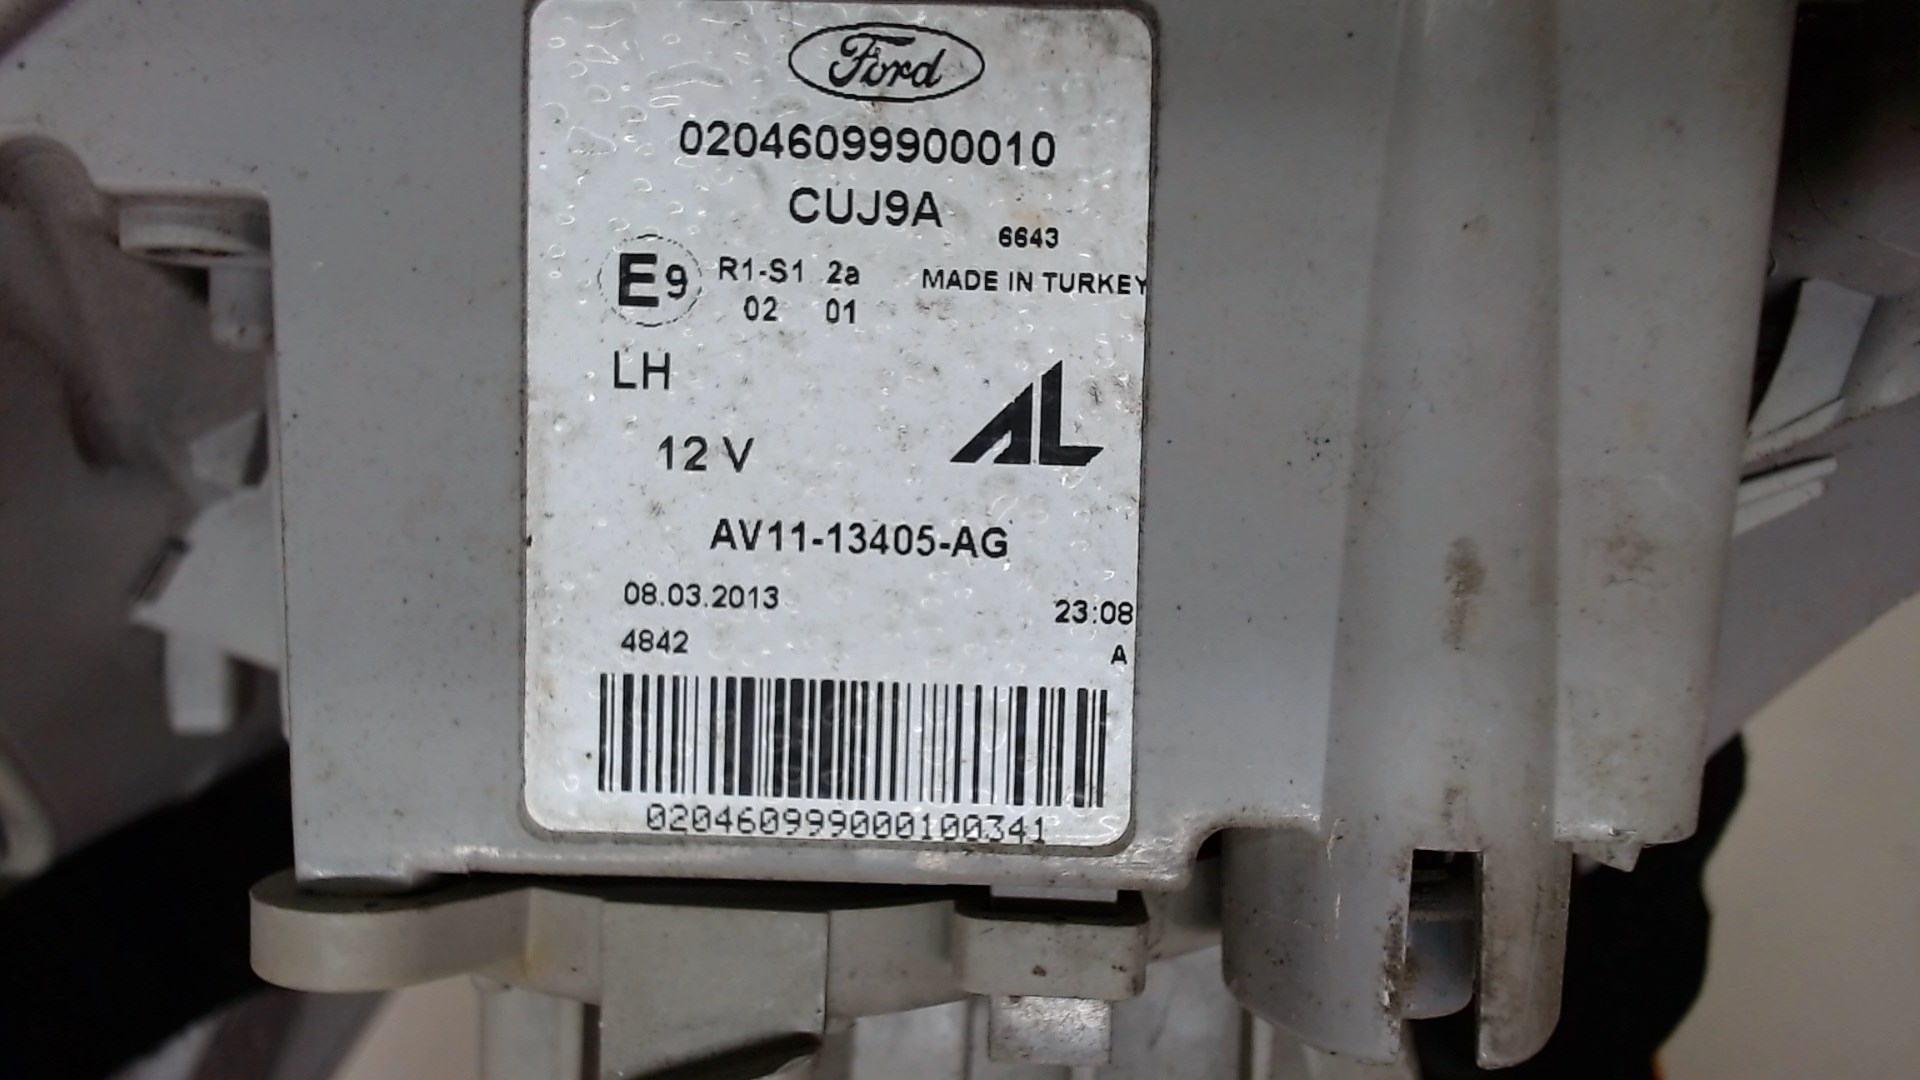 Ford
02046099900010
CUJ9A
6643
E9 R1-S1 2a MADE IN TURKEY
02 01
LH
AL
12 V
AV11-13405-AG
08.03.2013 23:08
4842 A
020460999000100341